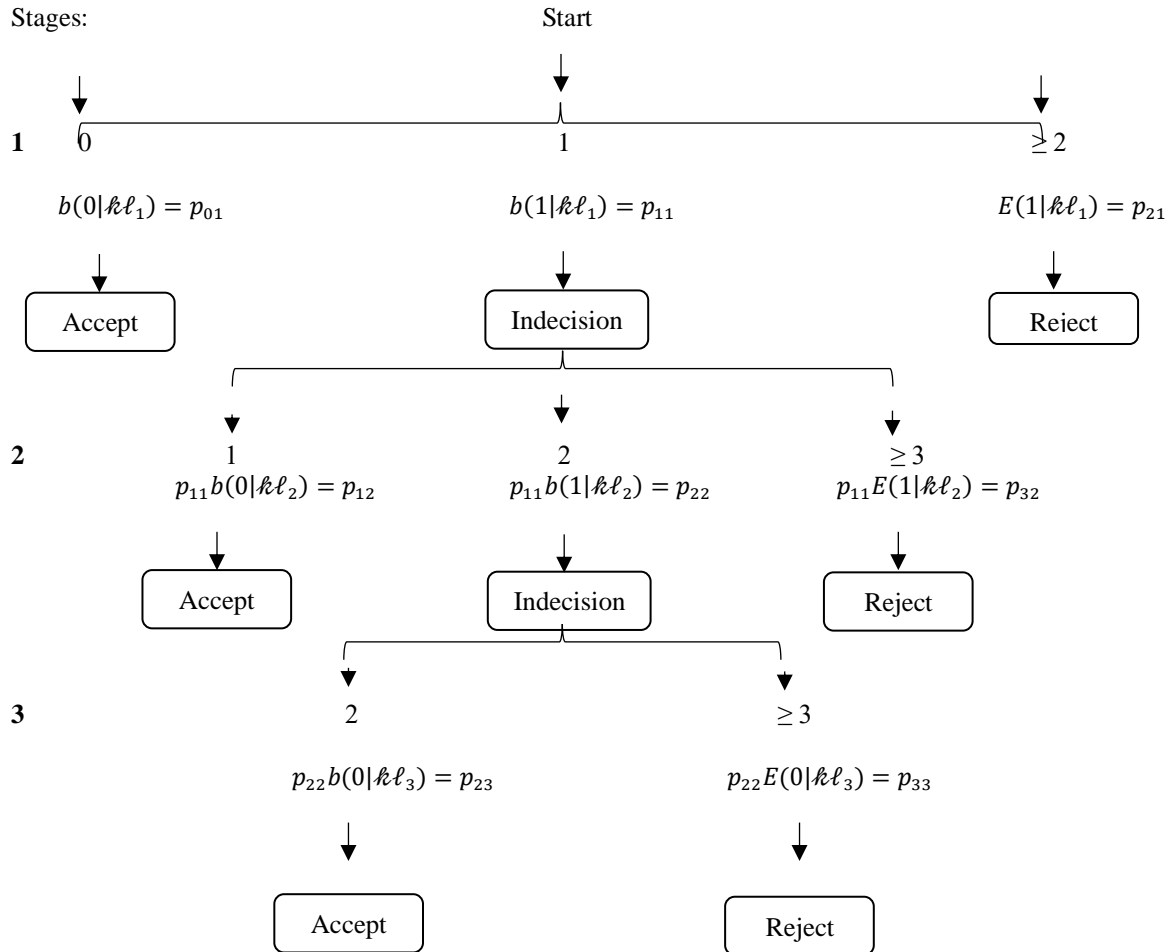 Stages: Start
1 0 1 ≥ 2
𝑏(0|𝓀ℓ₁) = 𝑝₀₁ 𝑏(1|𝓀ℓ₁) = 𝑝₁₁ 𝐸(1|𝓀ℓ₁) = 𝑝₂₁
Accept Indecision Reject
2 1 2 ≥ 3
𝑝₁₁𝑏(0|𝓀ℓ₂) = 𝑝₁₂ 𝑝₁₁𝑏(1|𝓀ℓ₂) = 𝑝₂₂ 𝑝₁₁𝐸(1|𝓀ℓ₂) = 𝑝₃₂
Accept Indecision Reject
3 2 ≥ 3
𝑝₂₂𝑏(0|𝓀ℓ₃) = 𝑝₂₃ 𝑝₂₂𝐸(0|𝓀ℓ₃) = 𝑝₃₃
Accept Reject